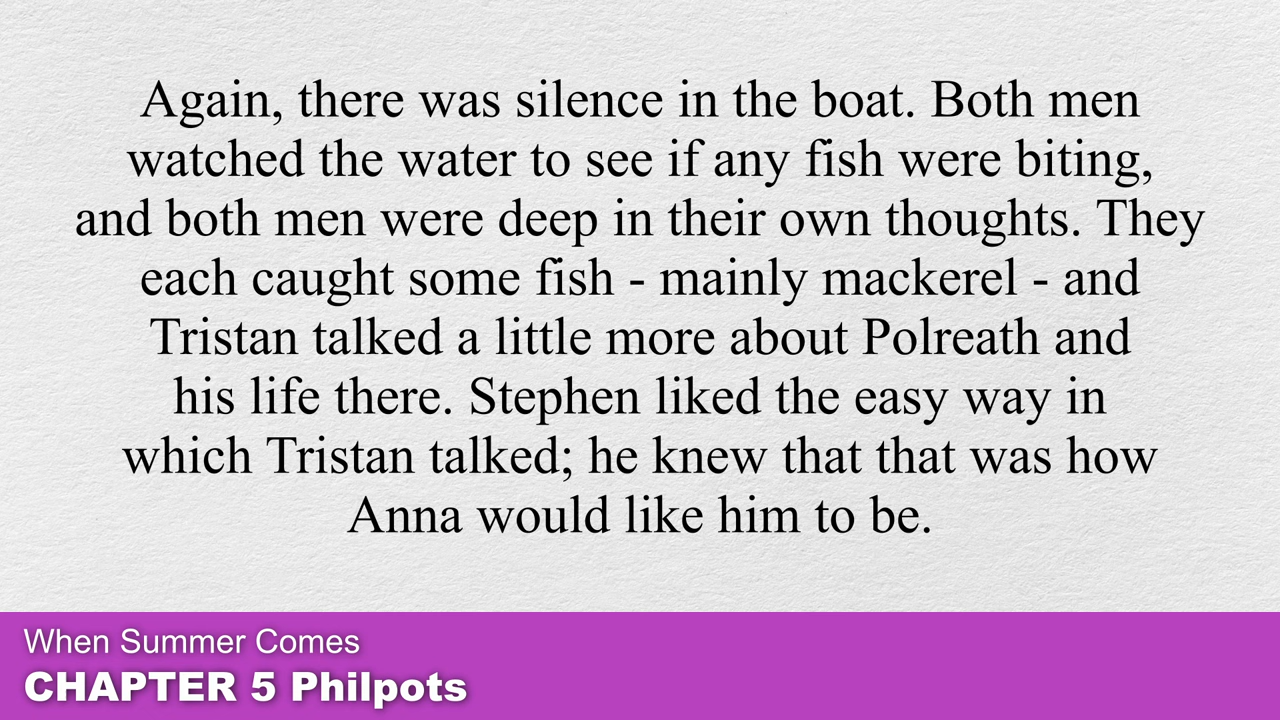 Again, there was silence in the boat. Both men
watched the water to see if any fish were biting,
and both men were deep in their own thoughts. They
each caught some fish - mainly mackerel - and
Tristan talked a little more about Polreath and
his life there. Stephen liked the easy way in
which Tristan talked; he knew that that was how
Anna would like him to be.
When Summer Comes
CHAPTER 5 Philpots